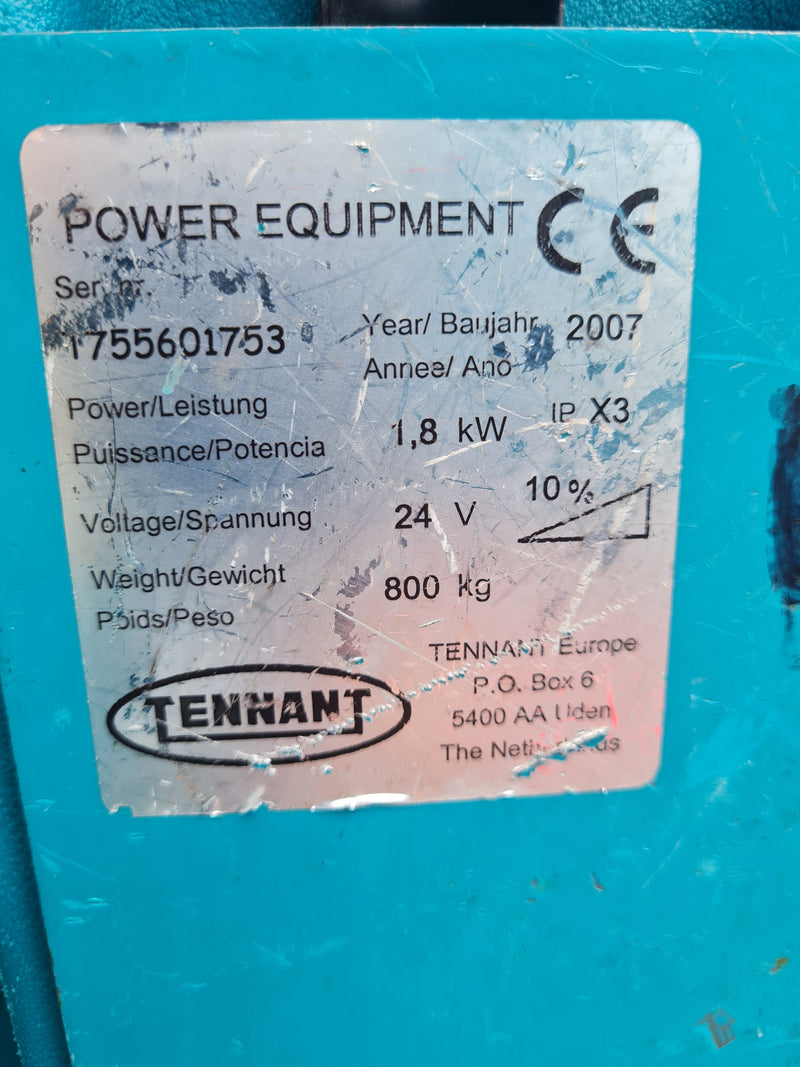 POWER EQUIPMENT CE
Ser. nr.
1755601753
Year/ Baujahr 2007
Annee/ Ano
Power/Leistung
Puissance/Potencia
1,8 kW
IP X3
Voltage/Spannung
24 V
10%
Weight/Gewicht
Poids/Peso
800 kg
TENNANT
TENNANT Europe
P.O. Box 6
5400 AA Uden
The Netherlands